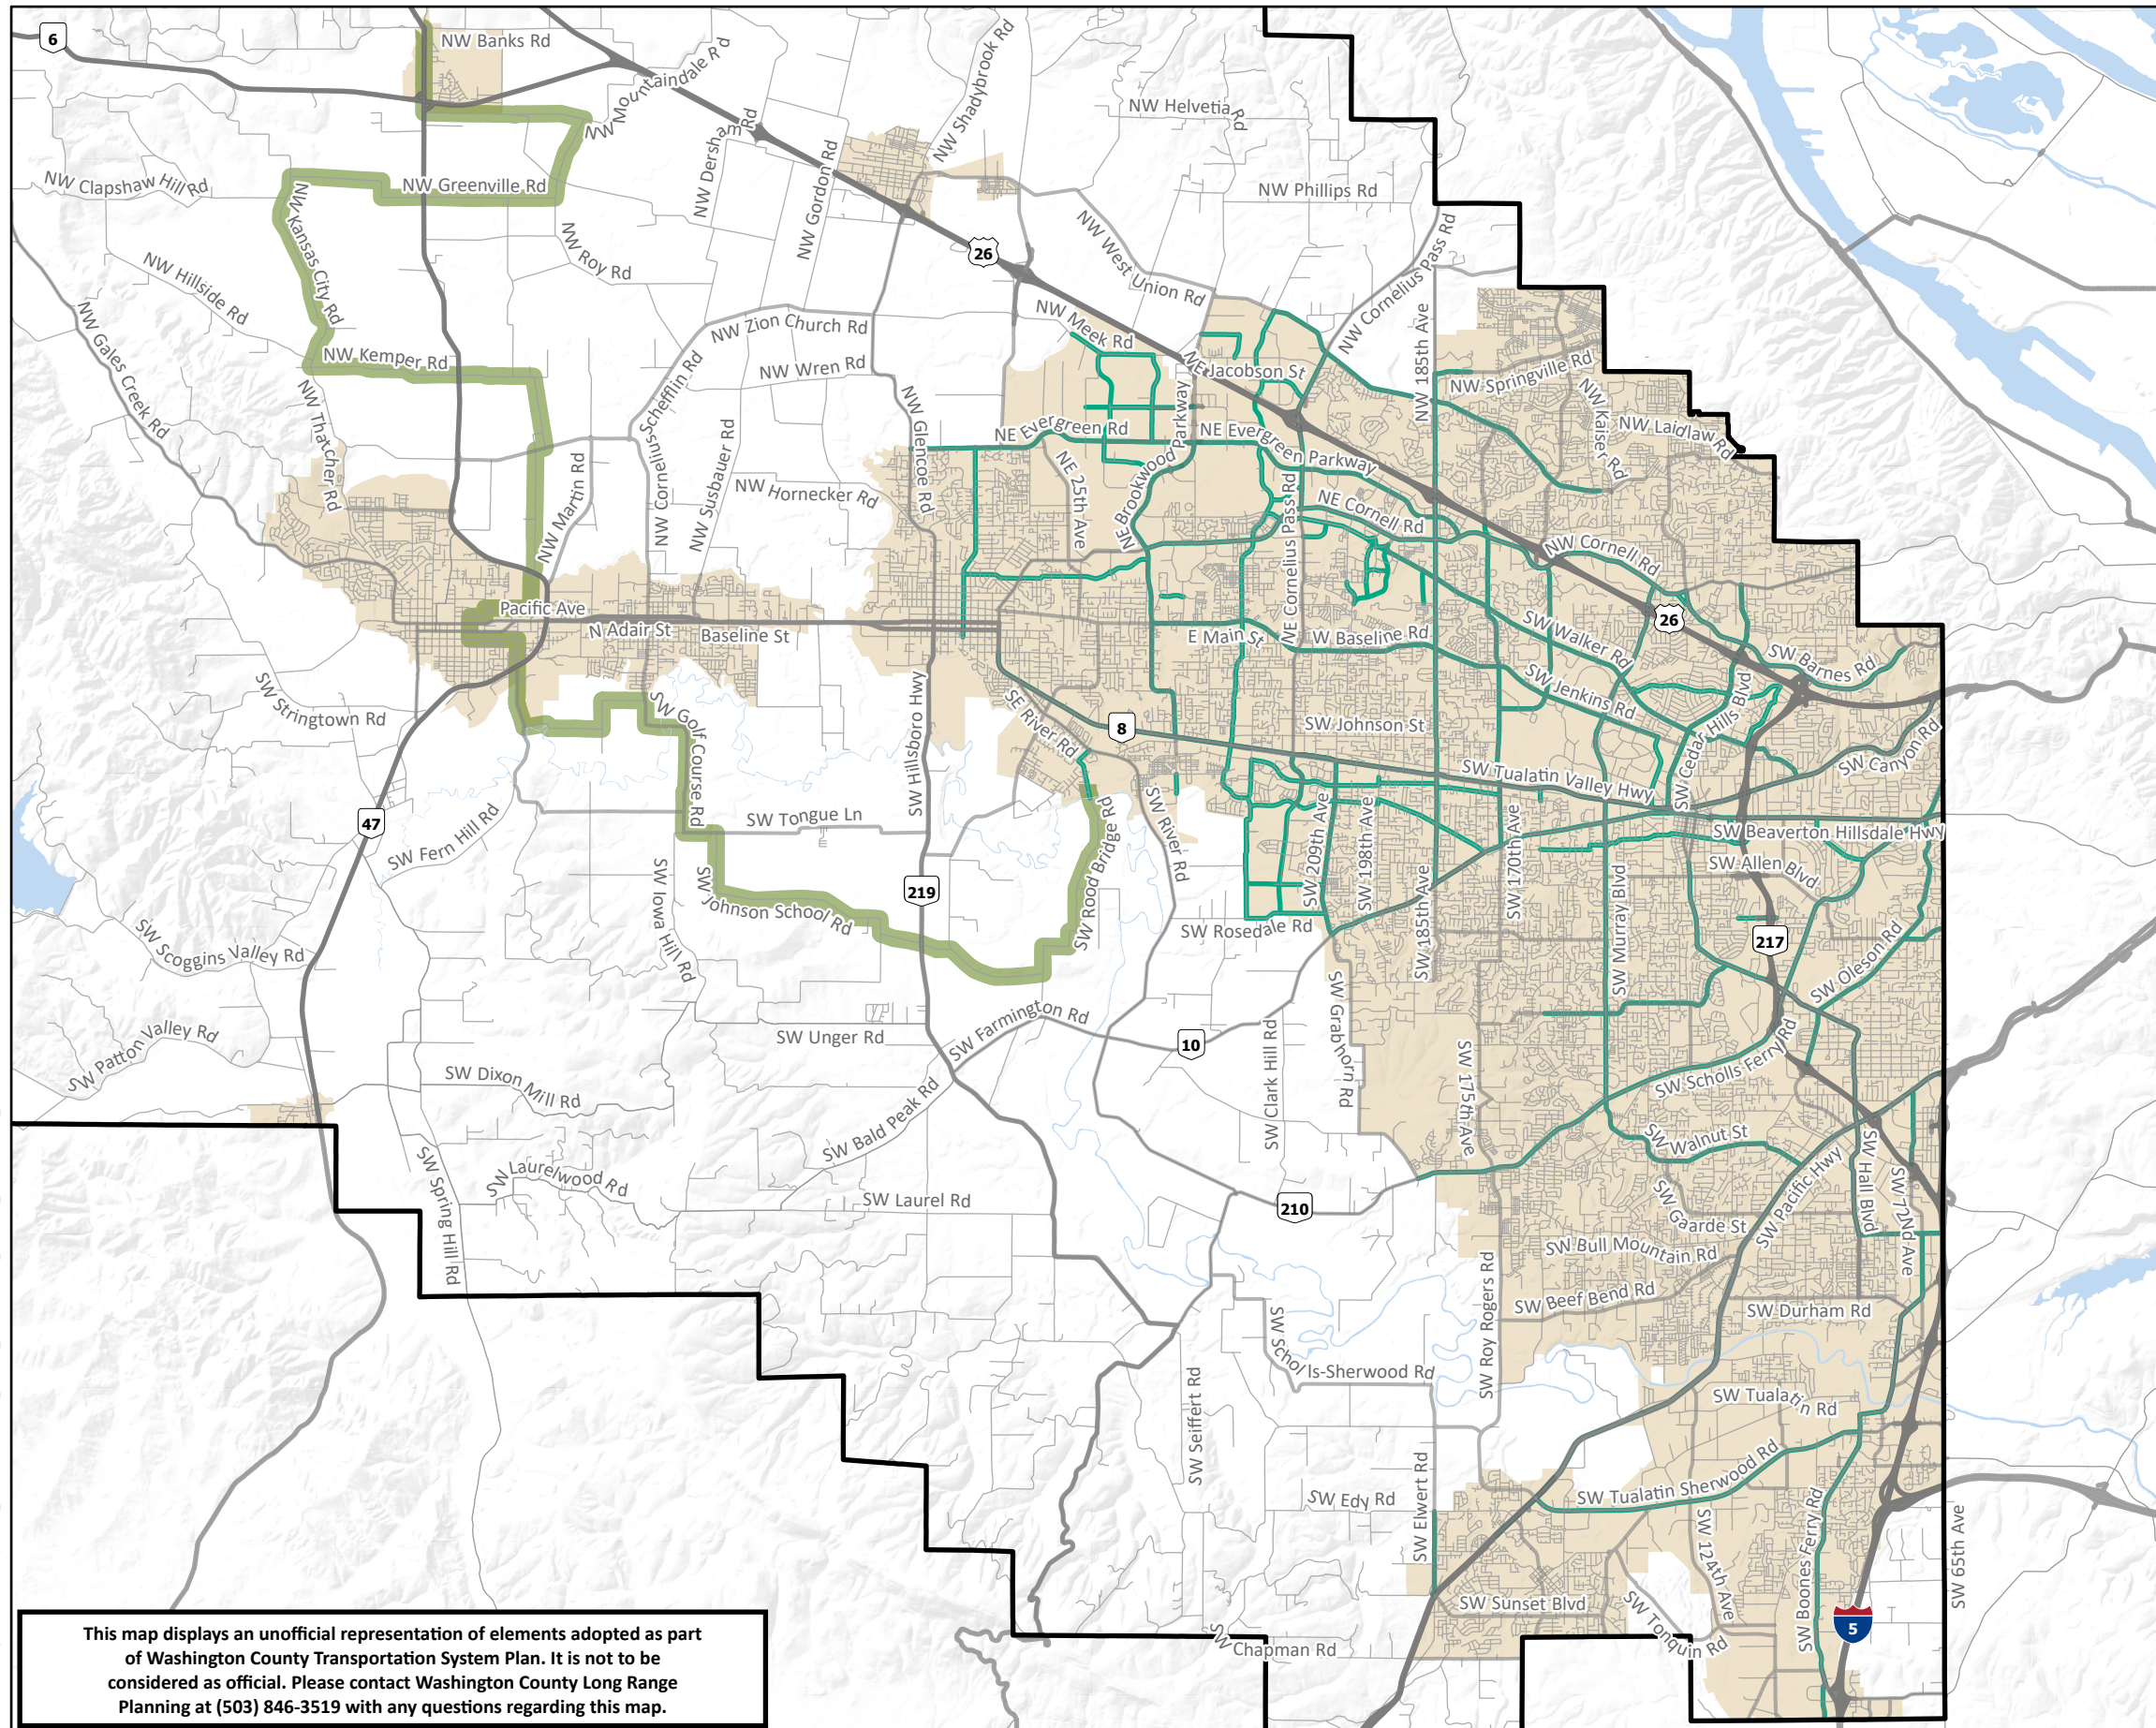 6
NW Banks Rd
NW Mountaindale Rd
NW Dersham Rd
NW Gordon Rd
NW Shadybrook Rd
NW Helvetia Rd
NW Clapshaw Hill Rd
NW Greenville Rd
NW Phillips Rd
NW Kansas City Rd
NW Roy Rd
26
NW West Union Rd
NW Cornelius Pass Rd
NW Hillside Rd
NW Gales Creek Rd
NW Kemper Rd
NW Zion Church Rd
NW Wren Rd
NW Meek Rd
NE Jacobson St
NW 185th Ave
NW Springville Rd
NW Kaiser Rd
NW Laidlaw Rd
NW Thatcher Rd
NW Cornelius Schefflin Rd
NW Susbauer Rd
NW Glencoe Rd
NE Evergreen Rd
NE Evergreen Parkway
NE Brookwood Parkway
NE 25th Ave
NW Martin Rd
NW Hornecker Rd
NE Cornelius Pass Rd
NE Cornell Rd
NW Cornell Rd
26
Pacific Ave
N Adair St
Baseline St
E Main St
W Baseline Rd
SW Walker Rd
SW Jenkins Rd
SW Barnes Rd
SW Cedar Hills Blvd
SW Canyon Rd
SW Stringtown Rd
SW Golf Course Rd
SW Hillsboro Hwy
SE River Rd
8
SW Johnson St
SW Tualatin Valley Hwy
SW Beaverton Hillsdale Hwy
SW Allen Blvd
47
SW Fern Hill Rd
SW Tongue Ln
SW Rood Bridge Rd
SW River Rd
SW 209th Ave
SW 198th Ave
SW 185th Ave
SW 170th Ave
SW Murray Blvd
219
SW Iowa Hill Rd
SW Johnson School Rd
SW Rosedale Rd
217
SW Oleson Rd
SW Scoggins Valley Rd
SW Patton Valley Rd
SW Unger Rd
SW Farmington Rd
10
SW Clark Hill Rd
SW Grabhorn Rd
SW 175th Ave
SW Scholls Ferry Rd
SW Dixon Mill Rd
SW Bald Peak Rd
SW Laurelwood Rd
SW Spring Hill Rd
SW Laurel Rd
210
SW Walnut St
SW Gaarde St
SW Pacific Hwy
SW Hall Blvd
SW 72Nd Ave
SW Bull Mountain Rd
SW Beef Bend Rd
SW Durham Rd
SW Roy Rogers Rd
SW Scholls-Sherwood Rd
SW Seiffert Rd
SW Tualatin Rd
SW Edy Rd
SW Elwert Rd
SW Tualatin Sherwood Rd
SW 124th Ave
SW Boones Ferry Rd
SW 65th Ave
SW Sunset Blvd
SW Tonquin Rd
SW Chapman Rd
5
This map displays an unofficial representation of elements adopted as part
of Washington County Transportation System Plan. It is not to be
considered as official. Please contact Washington County Long Range
Planning at (503) 846-3519 with any questions regarding this map.